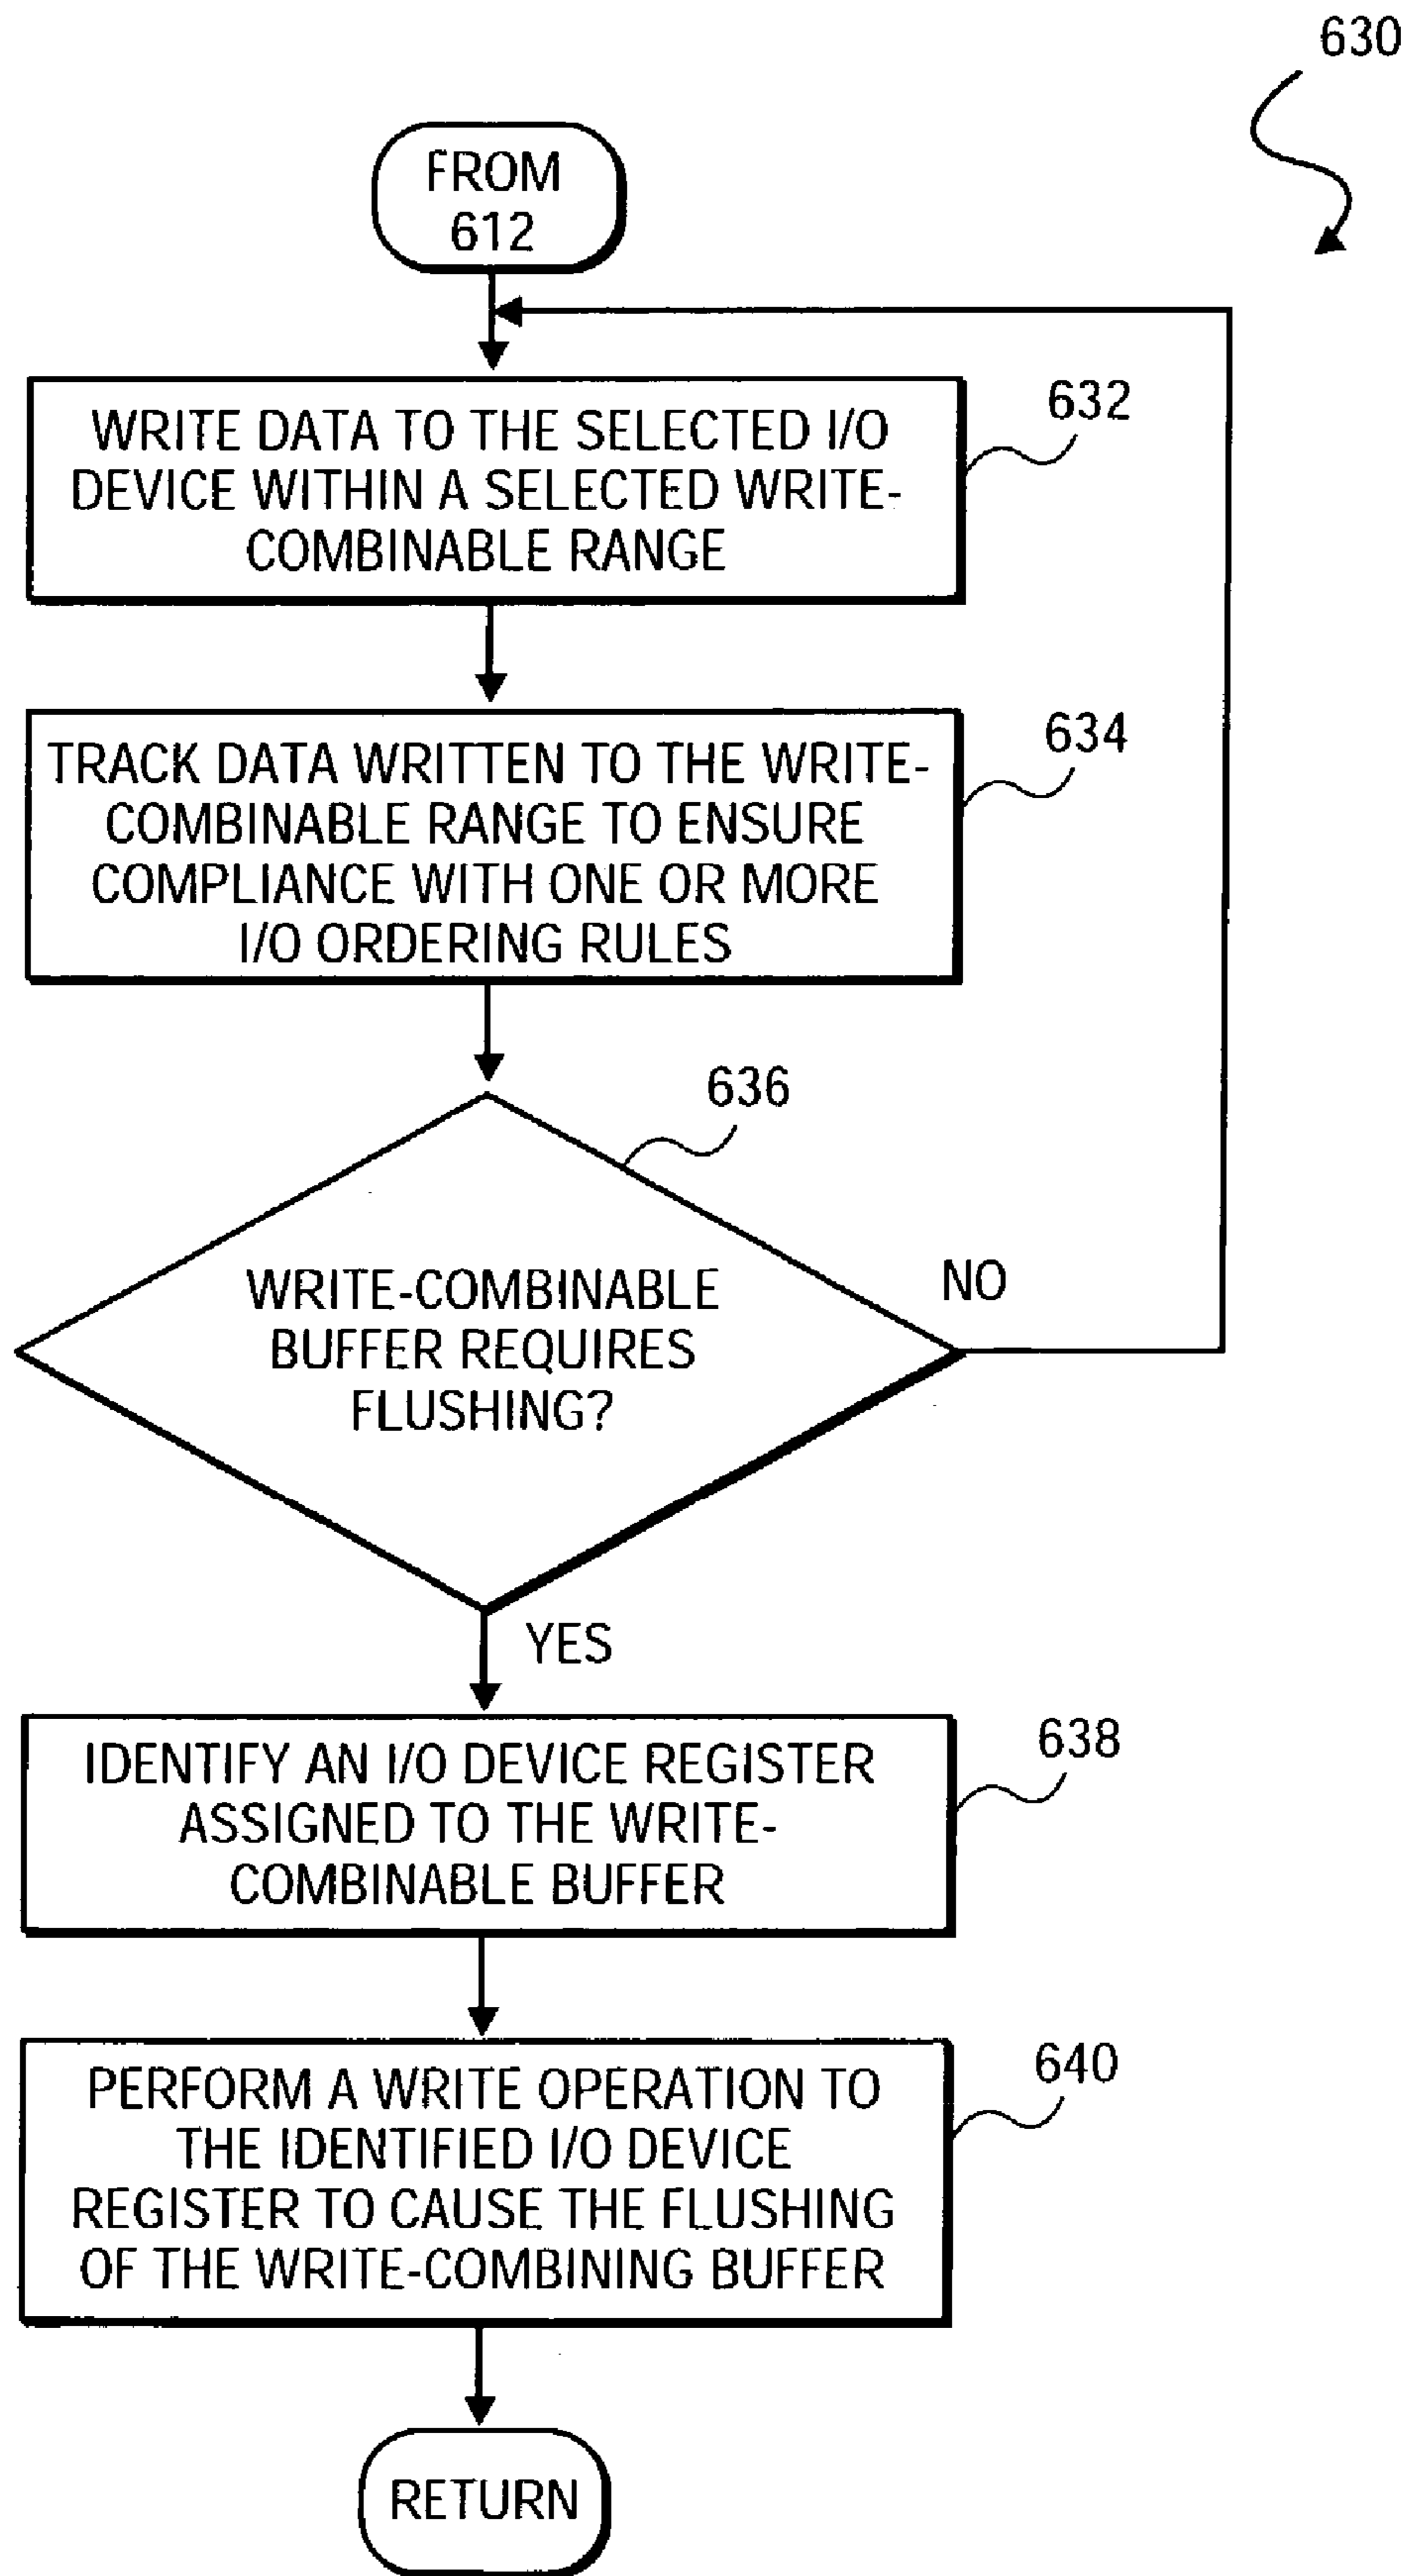 630
FROM
612
632
WRITE DATA TO THE SELECTED I/O
DEVICE WITHIN A SELECTED WRITE-
COMBINABLE RANGE
634
TRACK DATA WRITTEN TO THE WRITE-
COMBINABLE RANGE TO ENSURE
COMPLIANCE WITH ONE OR MORE
I/O ORDERING RULES
636
WRITE-COMBINABLE
BUFFER REQUIRES
FLUSHING?
NO
YES
638
IDENTIFY AN I/O DEVICE REGISTER
ASSIGNED TO THE WRITE-
COMBINABLE BUFFER
640
PERFORM A WRITE OPERATION TO
THE IDENTIFIED I/O DEVICE
REGISTER TO CAUSE THE FLUSHING
OF THE WRITE-COMBINING BUFFER
RETURN